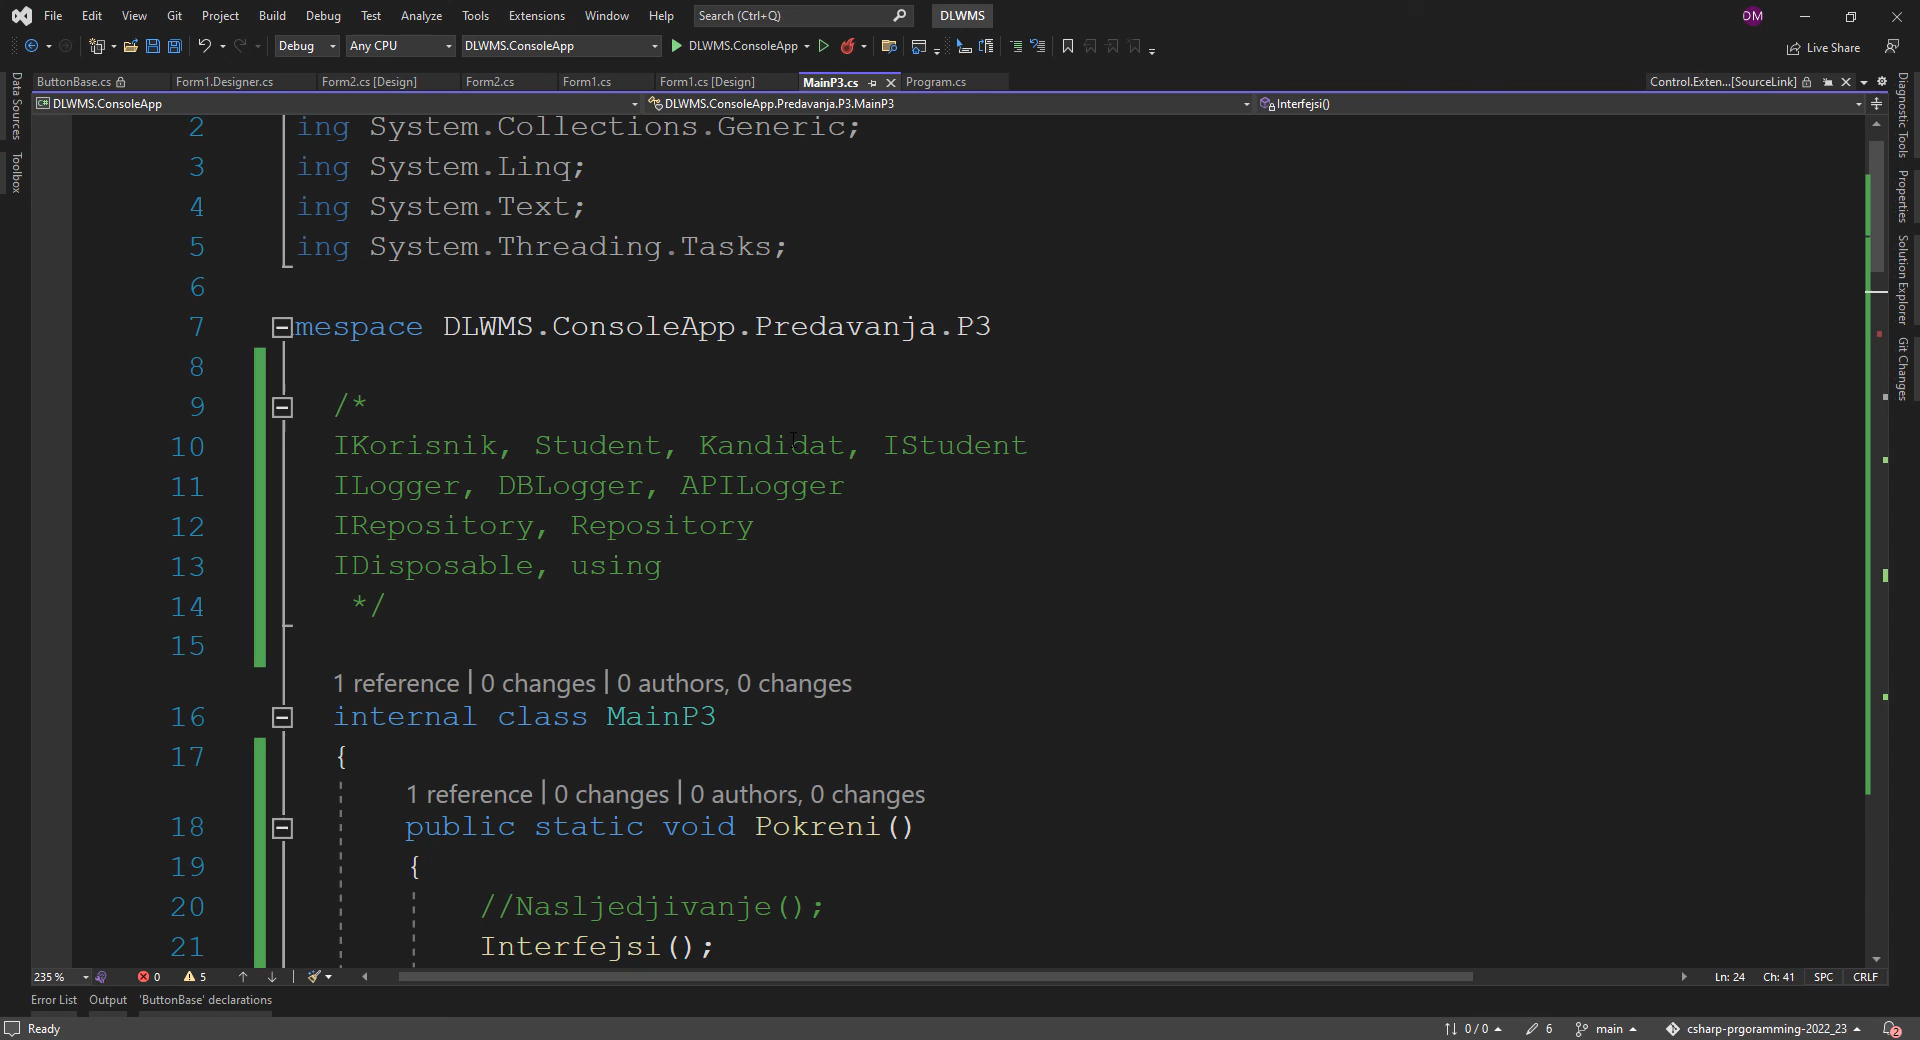 File Edit View Git Project Build Debug Test Analyze Tools Extensions Window Help Search (Ctrl+Q) DLWMS DM
Debug Any CPU DLWMS.ConsoleApp DLWMS.ConsoleApp Live Share
ButtonBase.cs Form1.Designer.cs Form2.cs [Design] Form2.cs Form1.cs Form1.cs [Design] MainP3.cs Program.cs Control.Exten...[SourceLink]
DLWMS.ConsoleApp DLWMS.ConsoleApp.Predavanja.P3.MainP3 Interfejsi()
Data Sources
Toolbox
2 ing System.Collections.Generic;
3 ing System.Linq;
4 ing System.Text;
5 ing System.Threading.Tasks;
6
7 mespace DLWMS.ConsoleApp.Predavanja.P3
8
9 /*
10 IKorisnik, Student, Kandidat, IStudent
11 ILogger, DBLogger, APILogger
12 IRepository, Repository
13 IDisposable, using
14 */
15
1 reference | 0 changes | 0 authors, 0 changes
16 internal class MainP3
17 {
1 reference | 0 changes | 0 authors, 0 changes
18 public static void Pokreni()
19 {
20 //Nasljedjivanje();
21 Interfejsi();
Diagnostic Tools
Properties
Solution Explorer
Git Changes
235 % 0 5 Ln: 24 Ch: 41 SPC CRLF
Error List Output 'ButtonBase' declarations
Ready 0 / 0 6 main csharp-prgoramming-2022_23 2